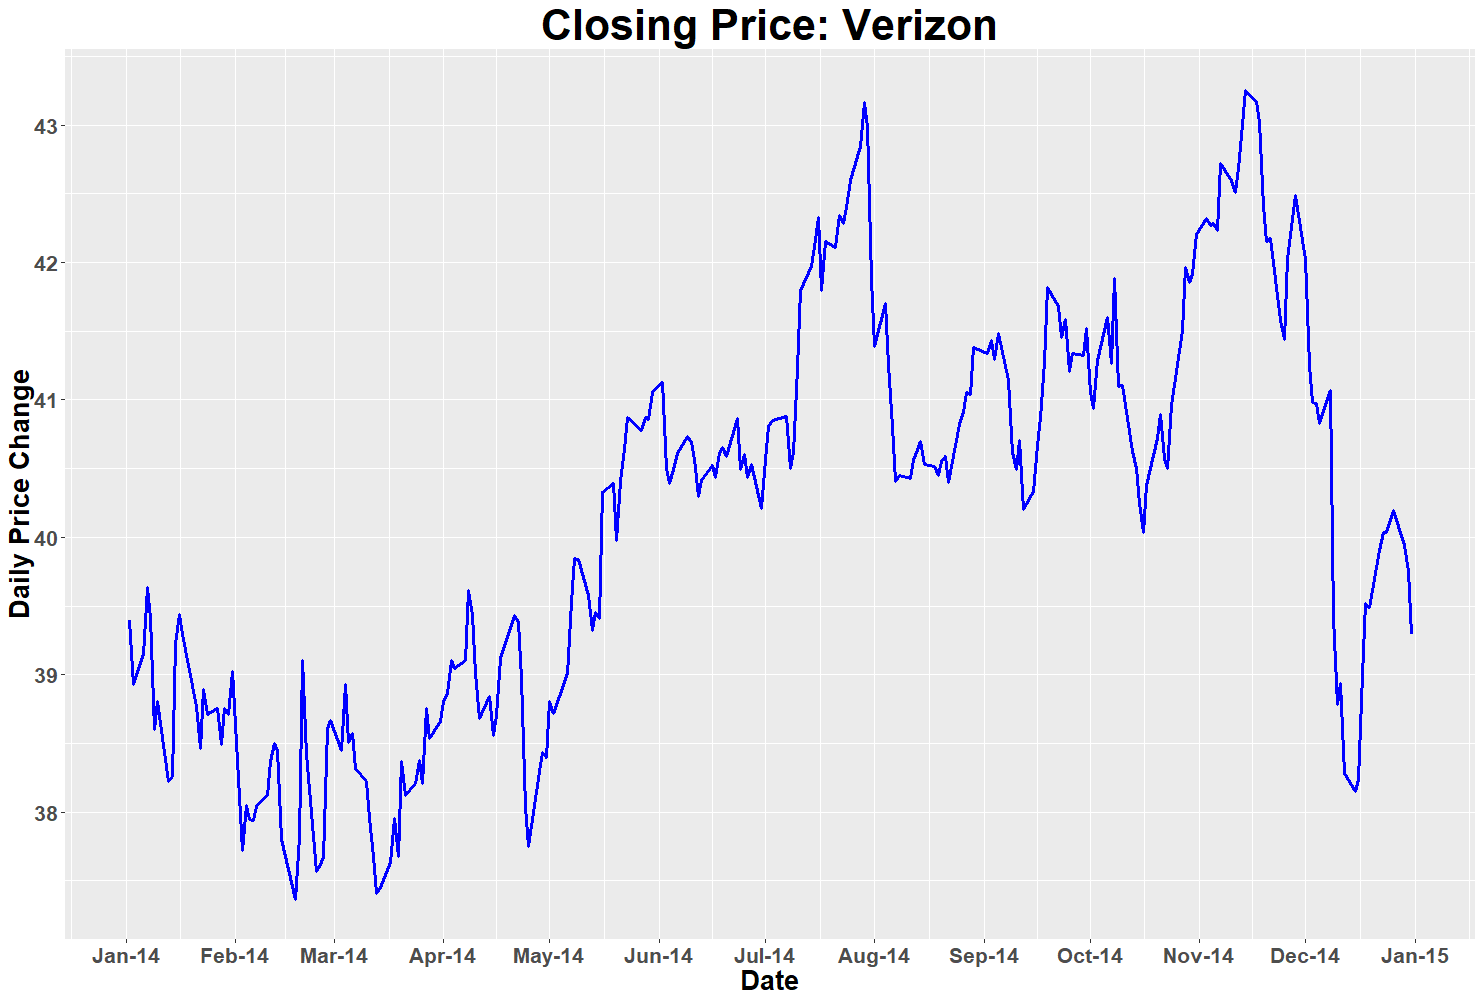 Closing Price: Verizon
Daily Price Change
43
42
41
40
39
38
Jan-14 Feb-14 Mar-14 Apr-14 May-14 Jun-14 Jul-14 Aug-14 Sep-14 Oct-14 Nov-14 Dec-14 Jan-15
Date